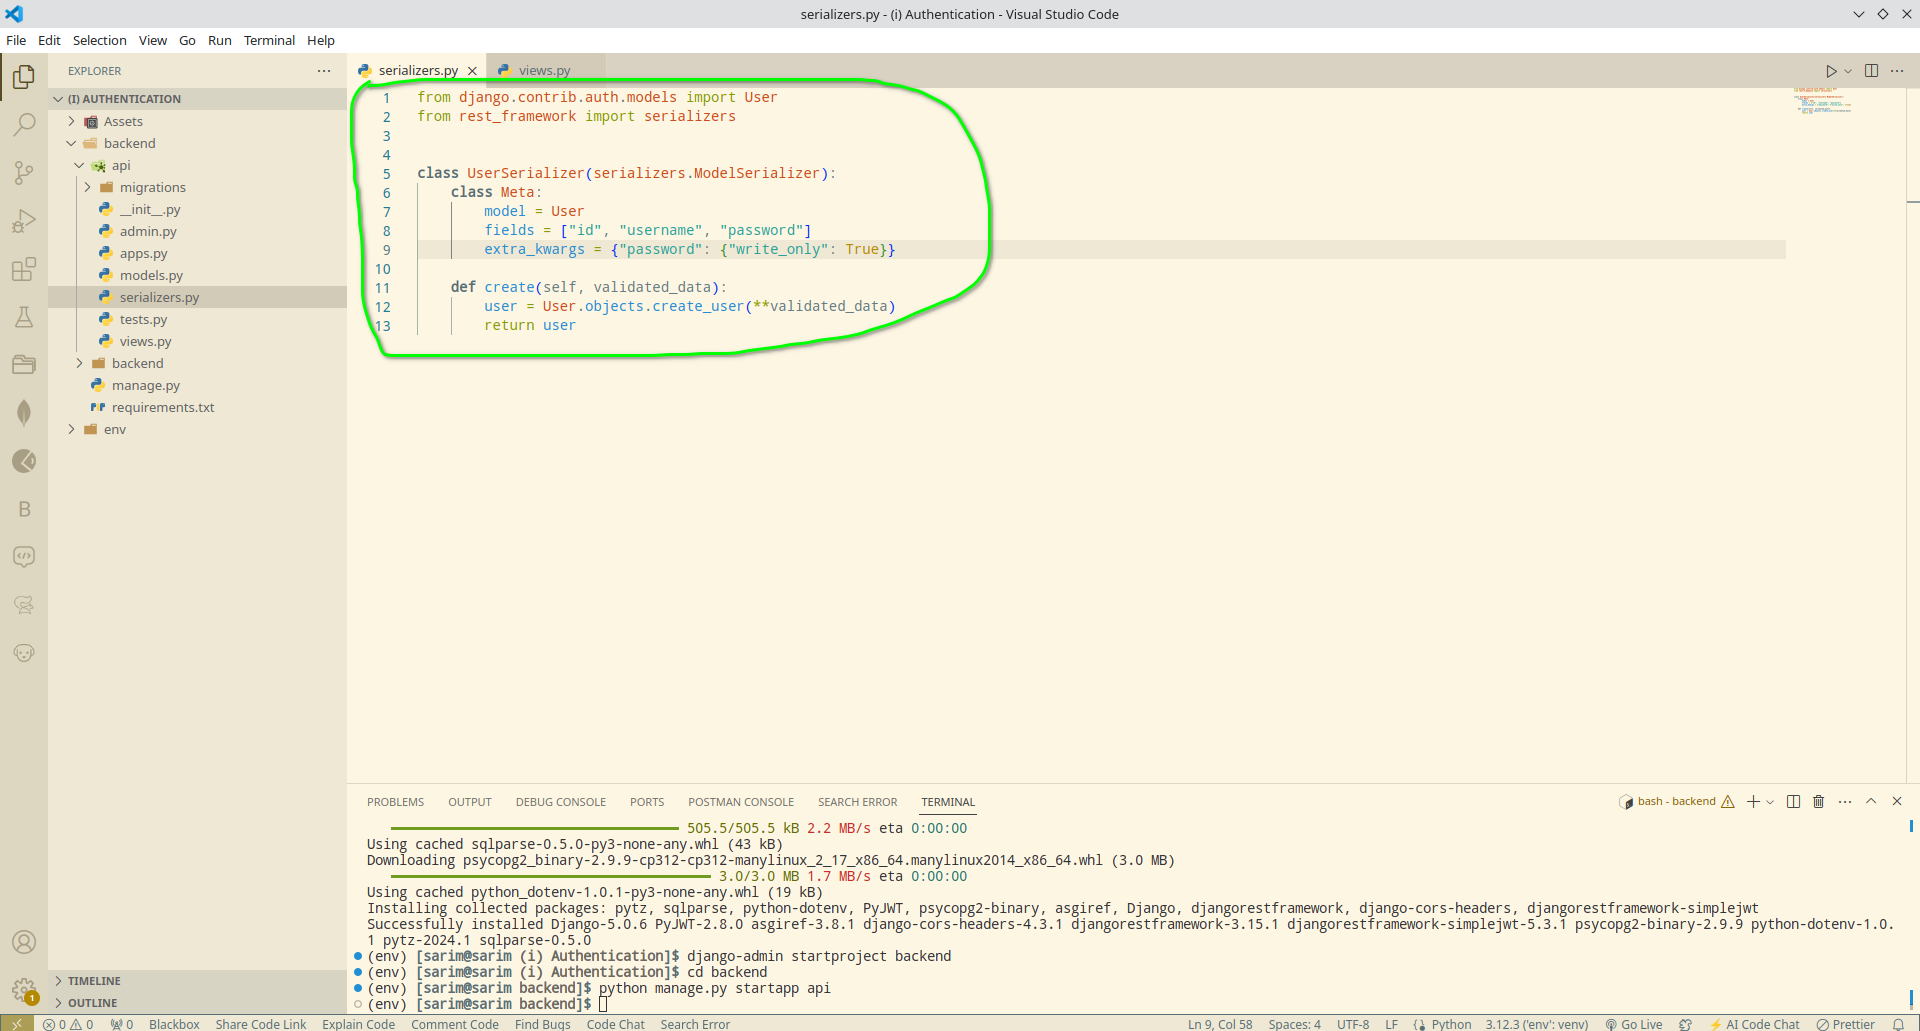 serializers.py - (i) Authentication - Visual Studio Code
File Edit Selection View Go Run Terminal Help
EXPLORER
(I) AUTHENTICATION
Assets
backend
api
migrations
__init__.py
admin.py
apps.py
models.py
serializers.py
tests.py
views.py
backend
manage.py
requirements.txt
env
TIMELINE
OUTLINE
B
1
serializers.py views.py
1 from django.contrib.auth.models import User
2 from rest_framework import serializers
3
4
5 class UserSerializer(serializers.ModelSerializer):
6     class Meta:
7         model = User
8         fields = ["id", "username", "password"]
9         extra_kwargs = {"password": {"write_only": True}}
10
11     def create(self, validated_data):
12         user = User.objects.create_user(**validated_data)
13         return user
PROBLEMS OUTPUT DEBUG CONSOLE PORTS POSTMAN CONSOLE SEARCH ERROR TERMINAL
bash - backend
505.5/505.5 kB 2.2 MB/s eta 0:00:00
Using cached sqlparse-0.5.0-py3-none-any.whl (43 kB)
Downloading psycopg2_binary-2.9.9-cp312-cp312-manylinux_2_17_x86_64.manylinux2014_x86_64.whl (3.0 MB)
3.0/3.0 MB 1.7 MB/s eta 0:00:00
Using cached python_dotenv-1.0.1-py3-none-any.whl (19 kB)
Installing collected packages: pytz, sqlparse, python-dotenv, PyJWT, psycopg2-binary, asgiref, Django, djangorestframework, django-cors-headers, djangorestframework-simplejwt
Successfully installed Django-5.0.6 PyJWT-2.8.0 asgiref-3.8.1 django-cors-headers-4.3.1 djangorestframework-3.15.1 djangorestframework-simplejwt-5.3.1 psycopg2-binary-2.9.9 python-dotenv-1.0.
1 pytz-2024.1 sqlparse-0.5.0
(env) [sarim@sarim (i) Authentication]$ django-admin startproject backend
(env) [sarim@sarim (i) Authentication]$ cd backend
(env) [sarim@sarim backend]$ python manage.py startapp api
(env) [sarim@sarim backend]$
0 0 0 Blackbox Share Code Link Explain Code Comment Code Find Bugs Code Chat Search Error Ln 9, Col 58 Spaces: 4 UTF-8 LF Python 3.12.3 ('env': venv) Go Live AI Code Chat Prettier